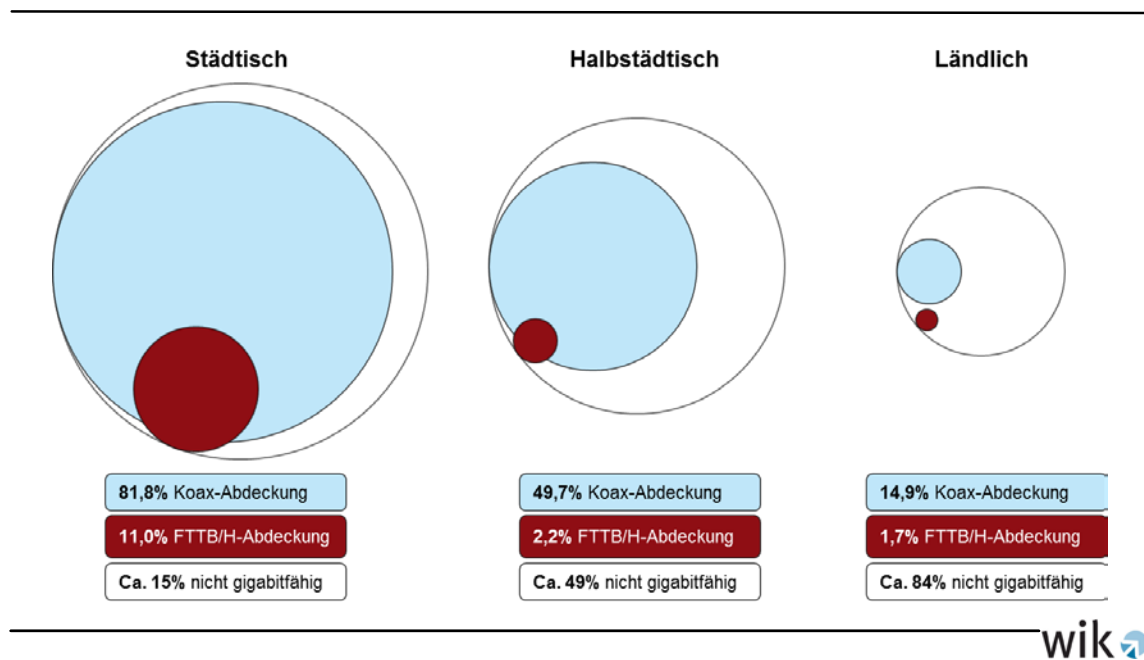 Städtisch
81,8% Koax-Abdeckung
11,0% FTTB/H-Abdeckung
Ca. 15% nicht gigabitfähig
Halbstädtisch
49,7% Koax-Abdeckung
2,2% FTTB/H-Abdeckung
Ca. 49% nicht gigabitfähig
Ländlich
14,9% Koax-Abdeckung
1,7% FTTB/H-Abdeckung
Ca. 84% nicht gigabitfähig
wik